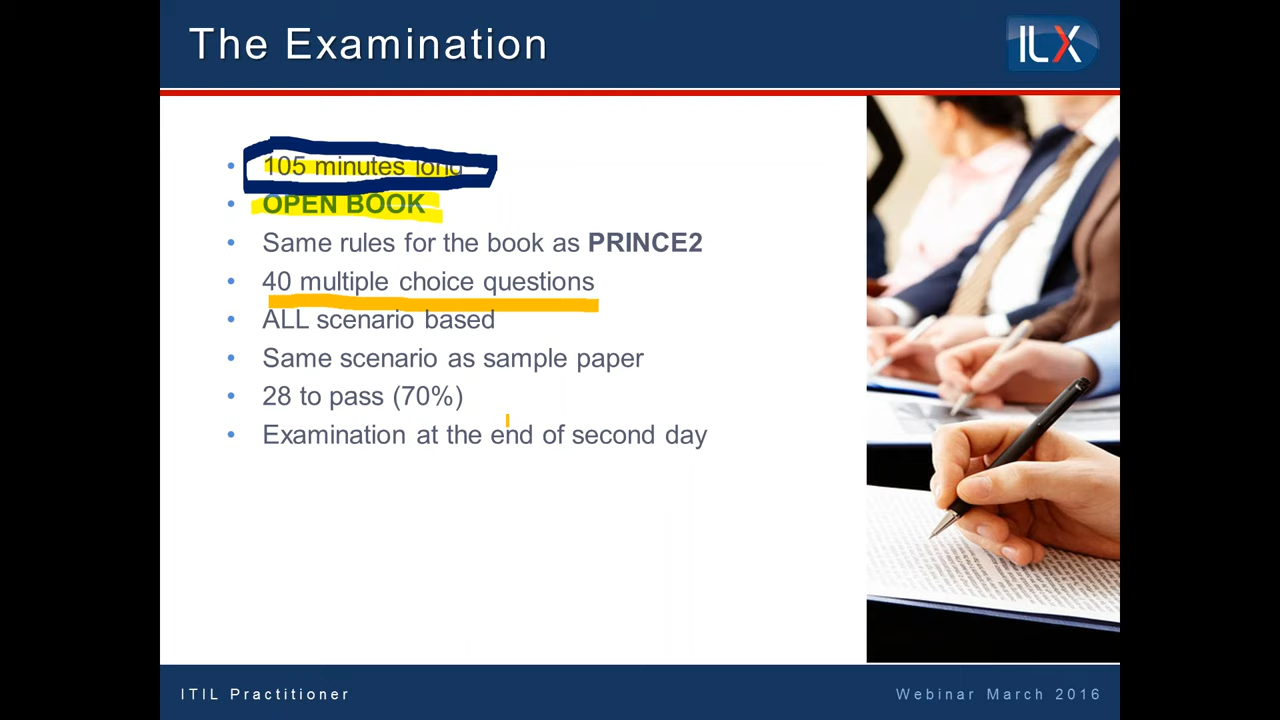 The Examination
ILX
• 105 minutes long
• OPEN BOOK
• Same rules for the book as PRINCE2
• 40 multiple choice questions
• ALL scenario based
• Same scenario as sample paper
• 28 to pass (70%)
• Examination at the end of second day
ITIL Practitioner
Webinar March 2016